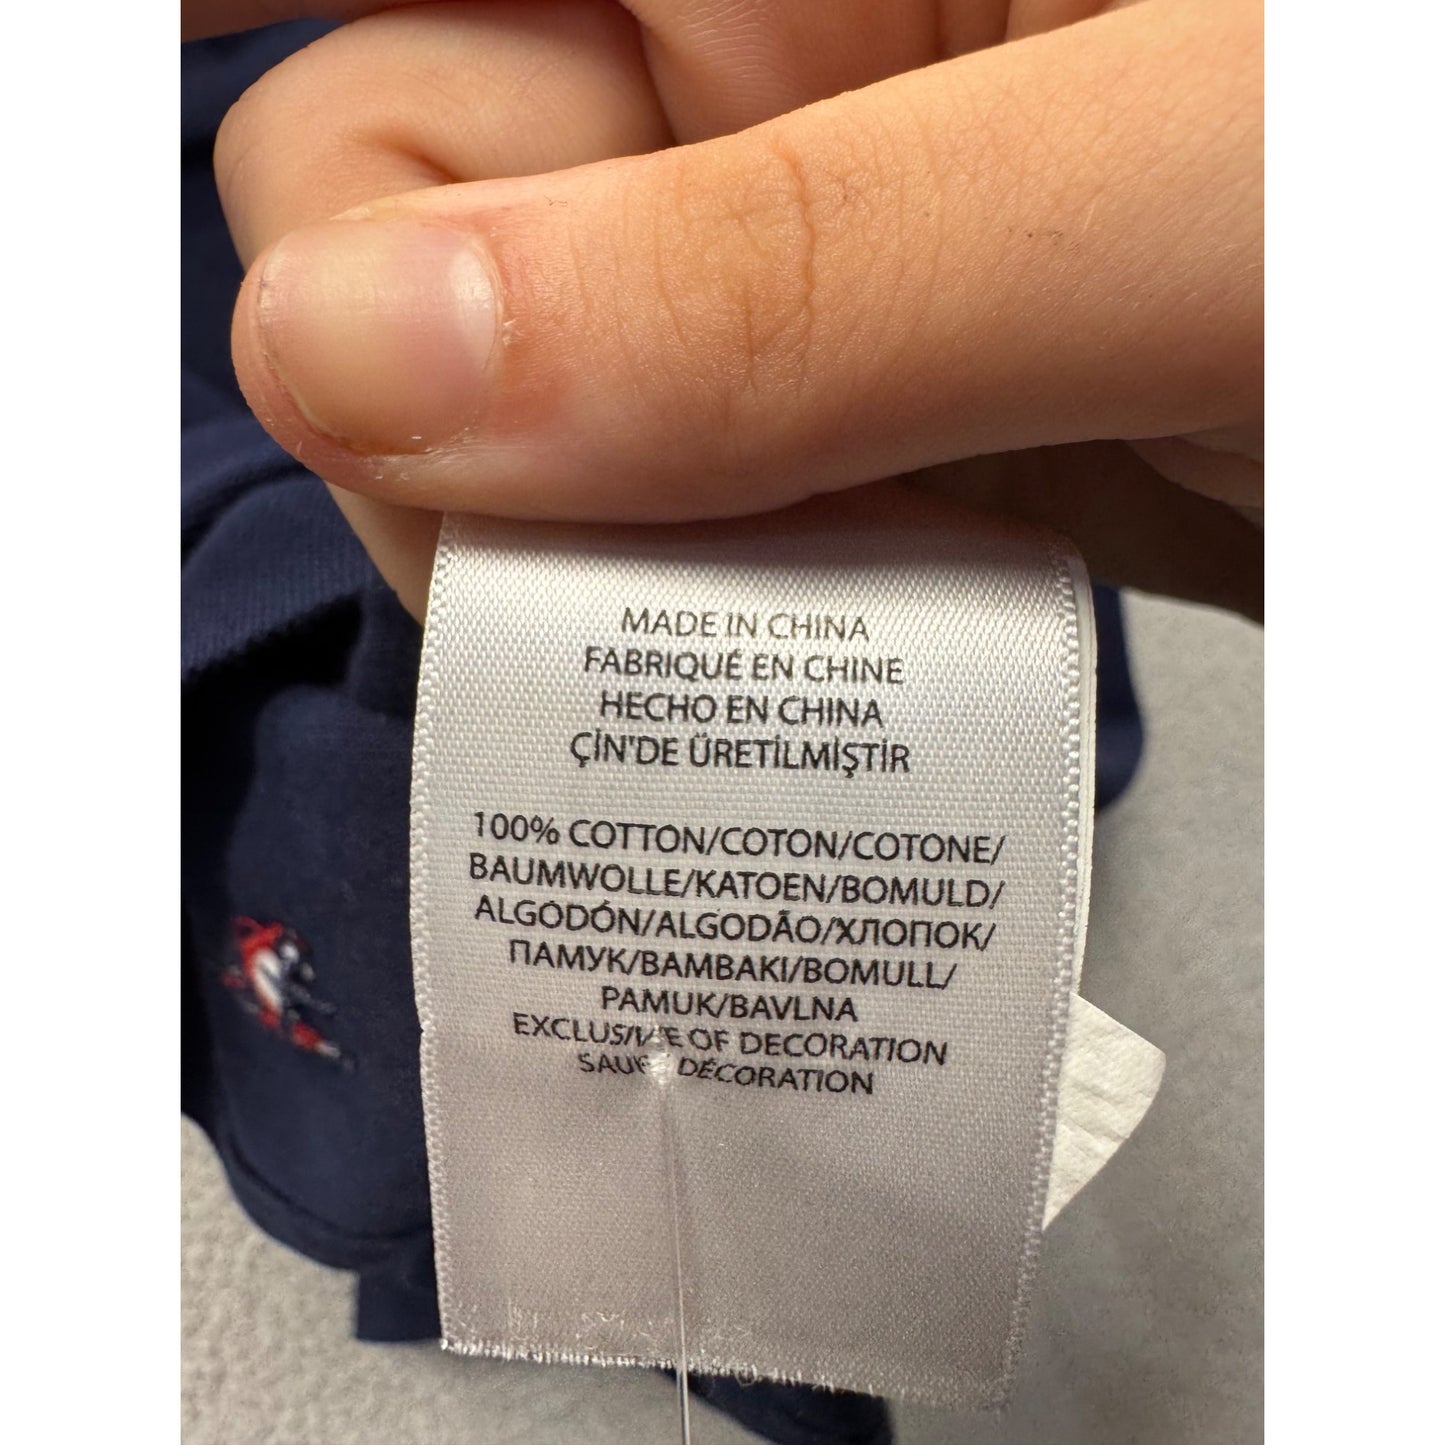 MADE IN CHINA
FABRIQUÉ EN CHINE
HECHO EN CHINA
ÇİN'DE ÜRETİLMİŞTİR
100% COTTON/COTON/COTONE/
BAUMWOLLE/KATOEN/BOMULD/
ALGODÓN/ALGODÃO/ХЛОПОК/
ПАМУК/BAMBAKI/BOMULL/
PAMUK/BAVLNA
EXCLUSIVE OF DECORATION
SAUF DÉCORATION